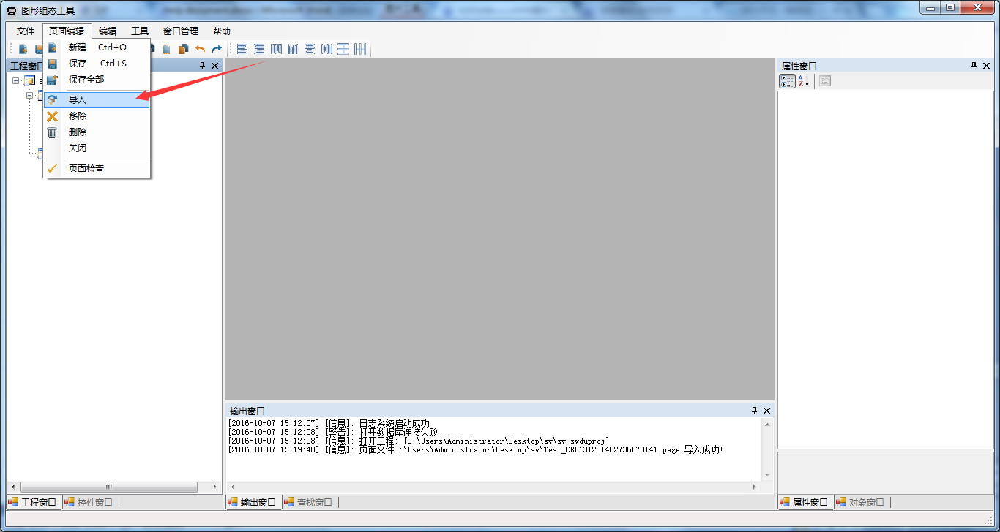 图形组态工具
文件 页面编辑 编辑 工具 窗口管理 帮助
新建 Ctrl+O
保存 Ctrl+S
保存全部
导入
移除
删除
关闭
页面检查
工程窗口
属性窗口
输出窗口
[2016-10-07 15:12:07] [信息]: 日志系统启动成功
[2016-10-07 15:12:08] [警告]: 打开数据库连接失败
[2016-10-07 15:12:08] [信息]: 打开工程: [C:\Users\Administrator\Desktop\sv\sv.svduproj]
[2016-10-07 15:19:40] [信息]: 页面文件C:\Users\Administrator\Desktop\sv\Test_CRD131201402736878141.page 导入成功!
工程窗口 控件窗口
输出窗口 查找窗口
属性窗口 对象窗口